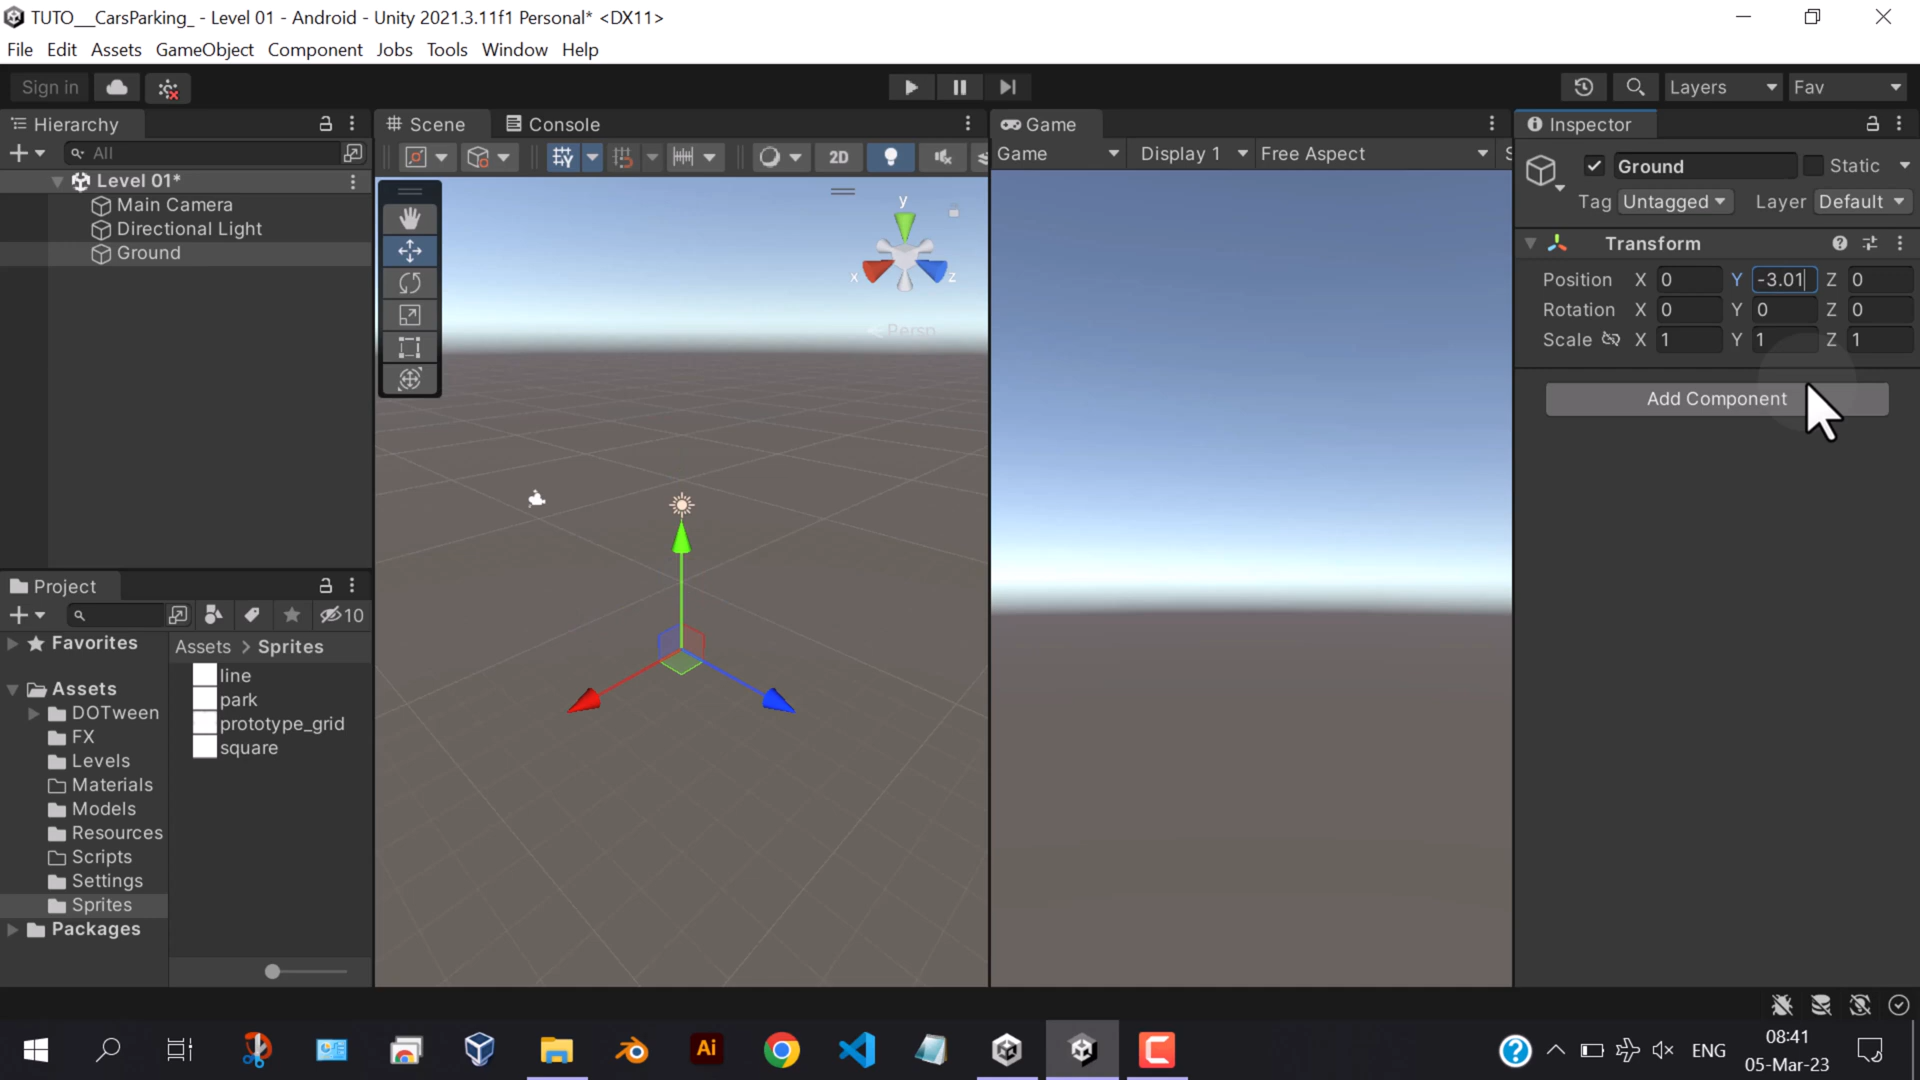 TUTO__CarsParking_ - Level 01 - Android - Unity 2021.3.11f1 Personal* <DX11>
File Edit Assets GameObject Component Jobs Tools Window Help
Sign in
Layers
Fav
Hierarchy
Scene
Console
Game
Inspector
All
2D
Game
Display 1
Free Aspect
S
Ground
Static
Level 01*
Main Camera
Directional Light
Ground
y
x
z
Persp
Tag Untagged Layer Default
Transform
Position X 0 Y -3.01 Z 0
Rotation X 0 Y 0 Z 0
Scale X 1 Y 1 Z 1
Add Component
Project
10
Favorites
Assets
DOTween
FX
Levels
Materials
Models
Resources
Scripts
Settings
Sprites
Packages
Assets > Sprites
line
park
prototype_grid
square
Ai
ENG
08:41
05-Mar-23